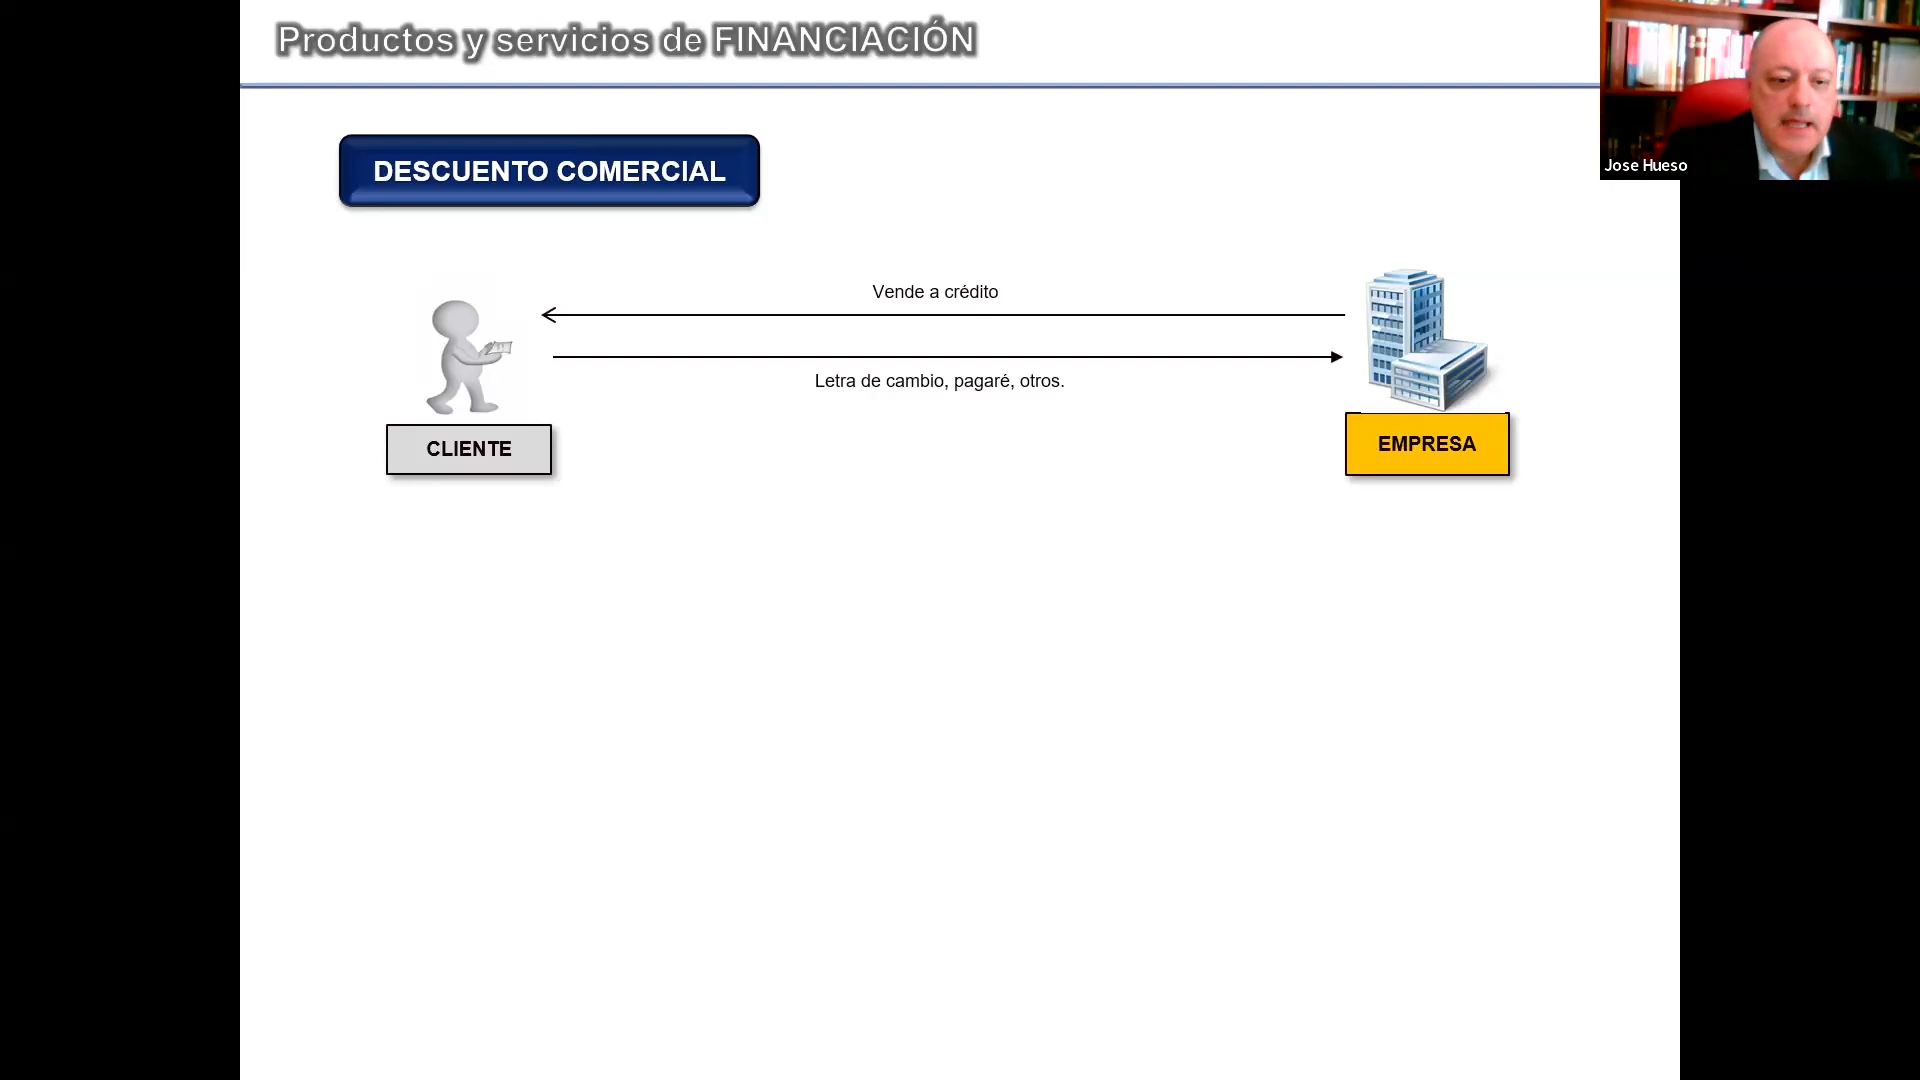 Productos y servicios de FINANCIACIÓN
Jose Hueso
DESCUENTO COMERCIAL
Vende a crédito
Letra de cambio, pagaré, otros.
CLIENTE
EMPRESA